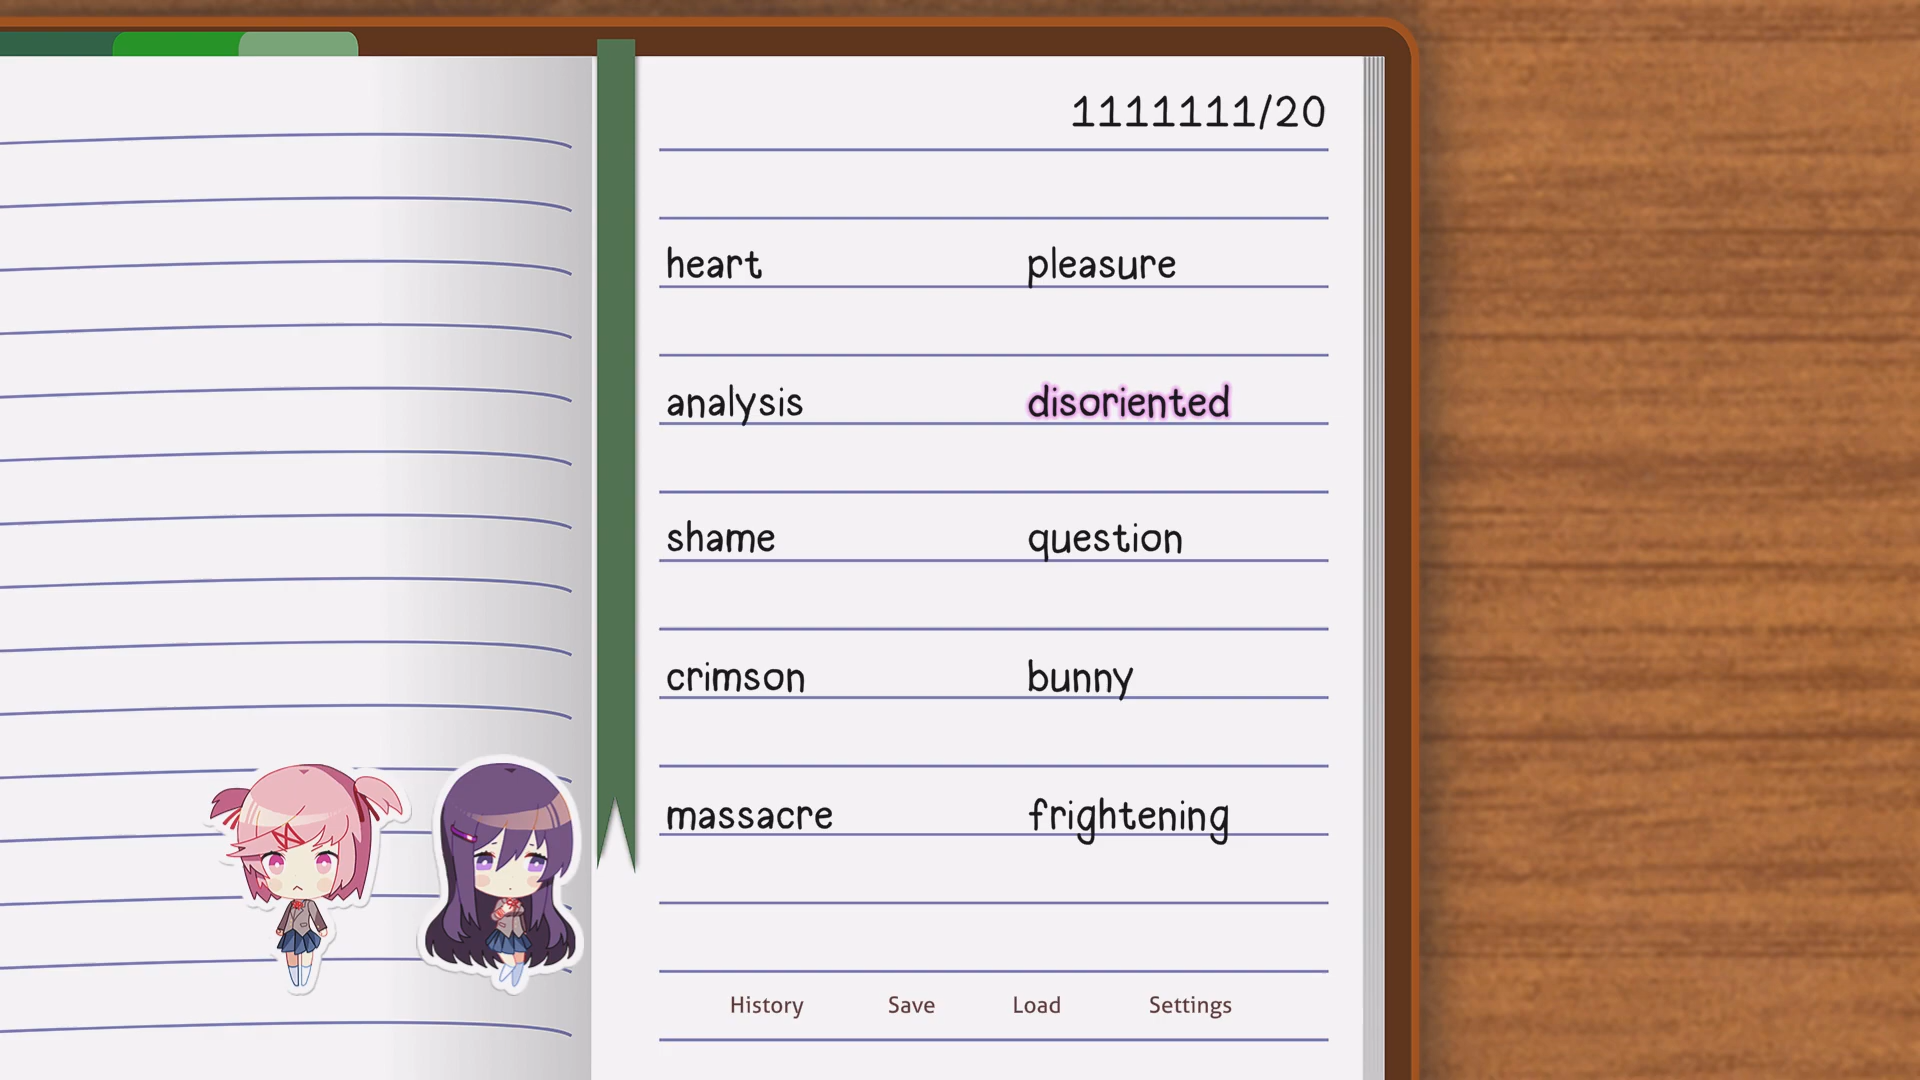 1111111/20
heart pleasure
analysis disoriented
shame question
crimson bunny
massacre frightening
History Save Load Settings